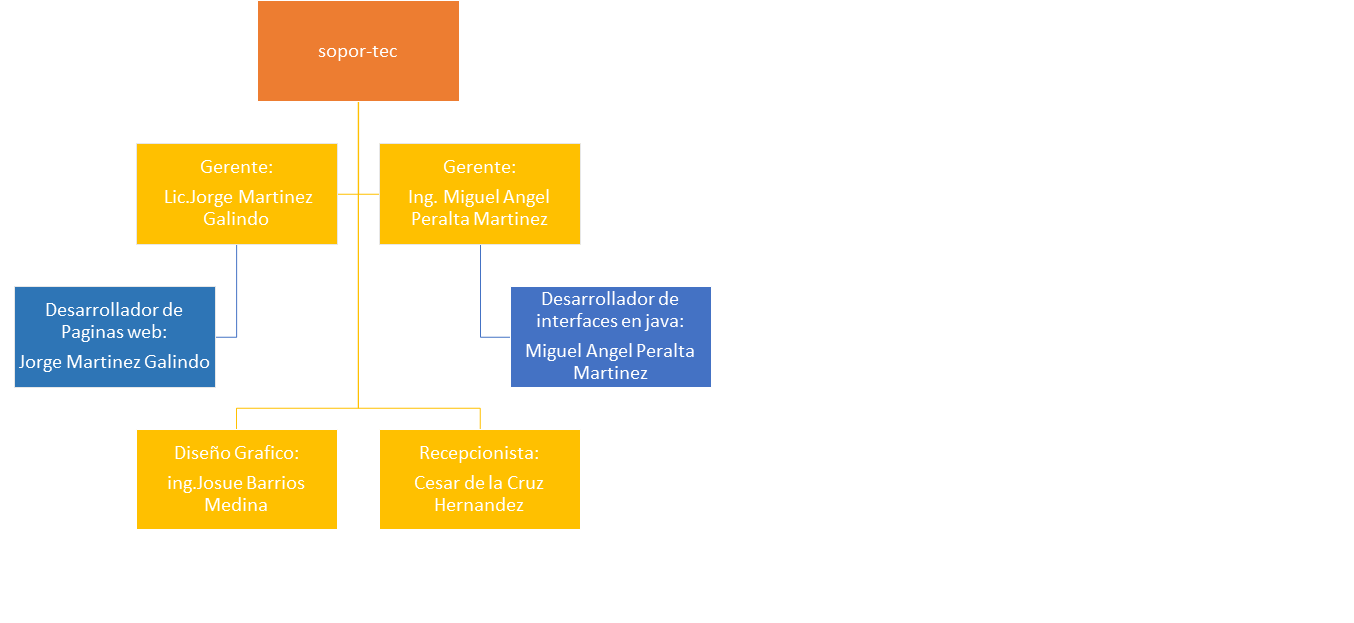 sopor-tec
Gerente:
Lic.Jorge Martinez
Galindo
Gerente:
Ing. Miguel Angel
Peralta Martinez
Desarrollador de
Paginas web:
Jorge Martinez Galindo
Desarrollador de
interfaces en java:
Miguel Angel Peralta
Martinez
Diseño Grafico:
ing.Josue Barrios
Medina
Recepcionista:
Cesar de la Cruz
Hernandez